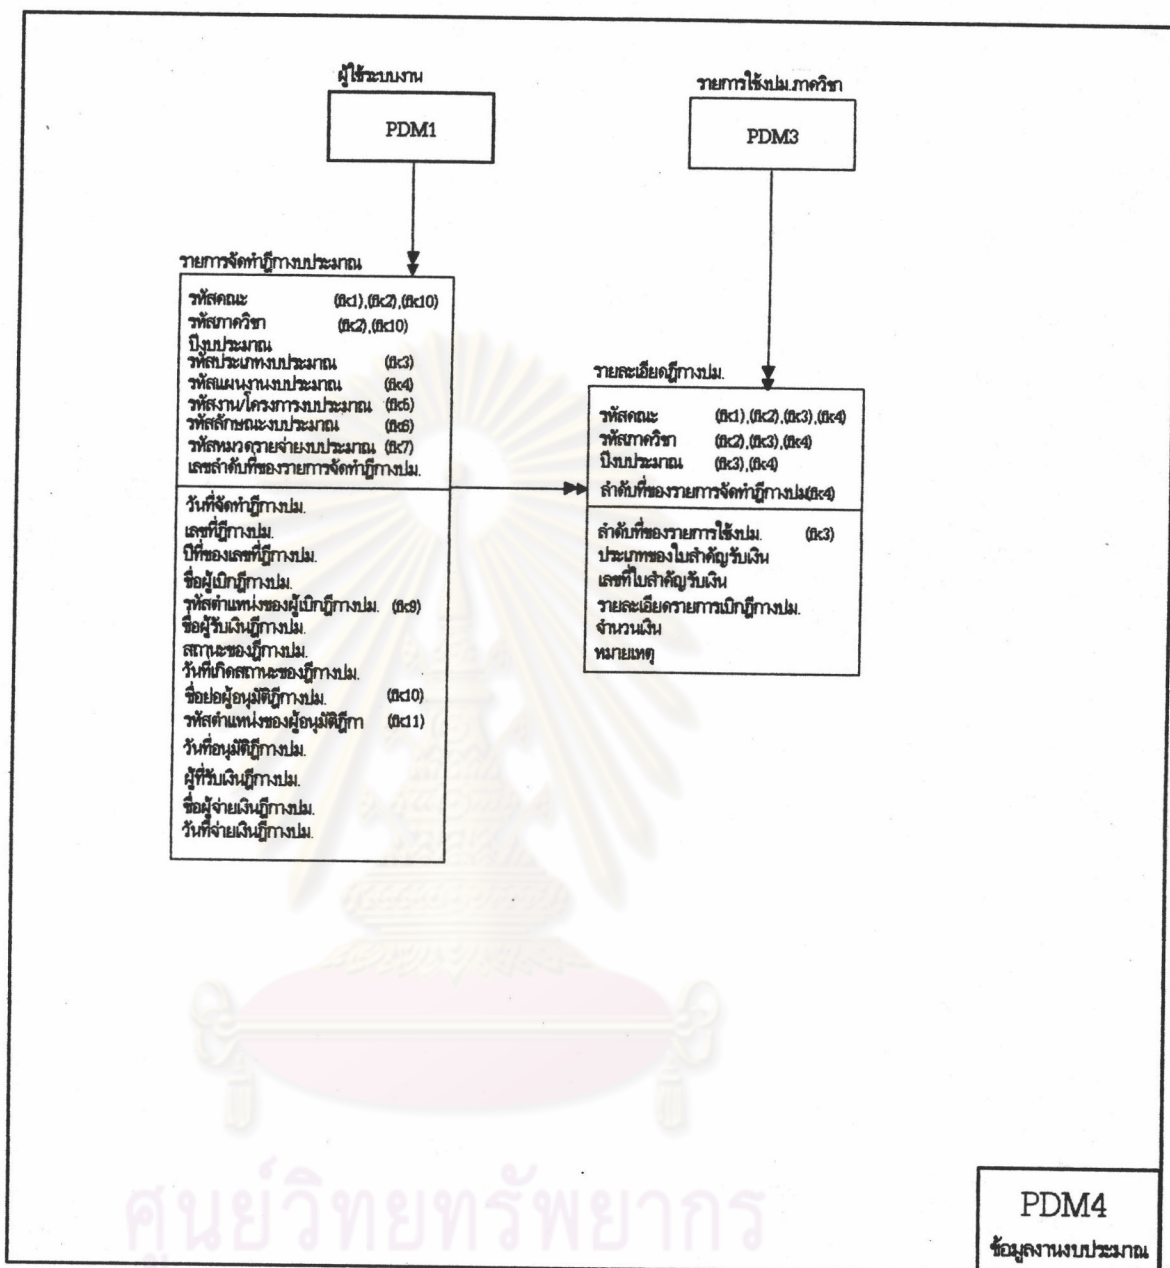 ผู้ใช้ระบบงาน
PDM1
รายการใช้งปม.ภาควิชา
PDM3
รายการจัดทำฎีกางบประมาณ
รหัสคณะ (fk1),(fk2),(fk10)
รหัสภาควิชา (fk2),(fk10)
ปีงบประมาณ
รหัสประเภทงบประมาณ (fk3)
รหัสแผนงานงบประมาณ (fk4)
รหัสงาน/โครงการงบประมาณ (fk5)
รหัสลักษณะงบประมาณ (fk6)
รหัสหมวดรายจ่ายงบประมาณ (fk7)
เลขลำดับที่ของรายการจัดทำฎีกางปม.
วันที่จัดทำฎีกางปม.
เลขที่ฎีกางปม.
ปีที่ของเลขที่ฎีกางปม.
ชื่อผู้เบิกฎีกางปม.
รหัสตำแหน่งของผู้เบิกฎีกางปม. (fk9)
ชื่อผู้รับเงินฎีกางปม.
สถานะของฎีกางปม.
วันที่เกิดสถานะของฎีกางปม.
ชื่อย่อผู้อนุมัติฎีกางปม. (fk10)
รหัสตำแหน่งของผู้อนุมัติฎีกา (fk11)
วันที่อนุมัติฎีกางปม.
ผู้ที่รับเงินฎีกางปม.
ชื่อผู้จ่ายเงินฎีกางปม.
วันที่จ่ายเงินฎีกางปม.
รายละเอียดฎีกางปม.
รหัสคณะ (fk1),(fk2),(fk3),(fk4)
รหัสภาควิชา (fk2),(fk3),(fk4)
ปีงบประมาณ (fk3),(fk4)
ลำดับที่ของรายการจัดทำฎีกางปม(fk4)
ลำดับที่ของรายการใช้งปม. (fk3)
ประเภทของใบสำคัญรับเงิน
เลขที่ใบสำคัญรับเงิน
รายละเอียดรายการเบิกฎีกางปม.
จำนวนเงิน
หมายเหตุ
ศูนย์วิทยทรัพยากร
PDM4
ข้อมูลงานงบประมาณ